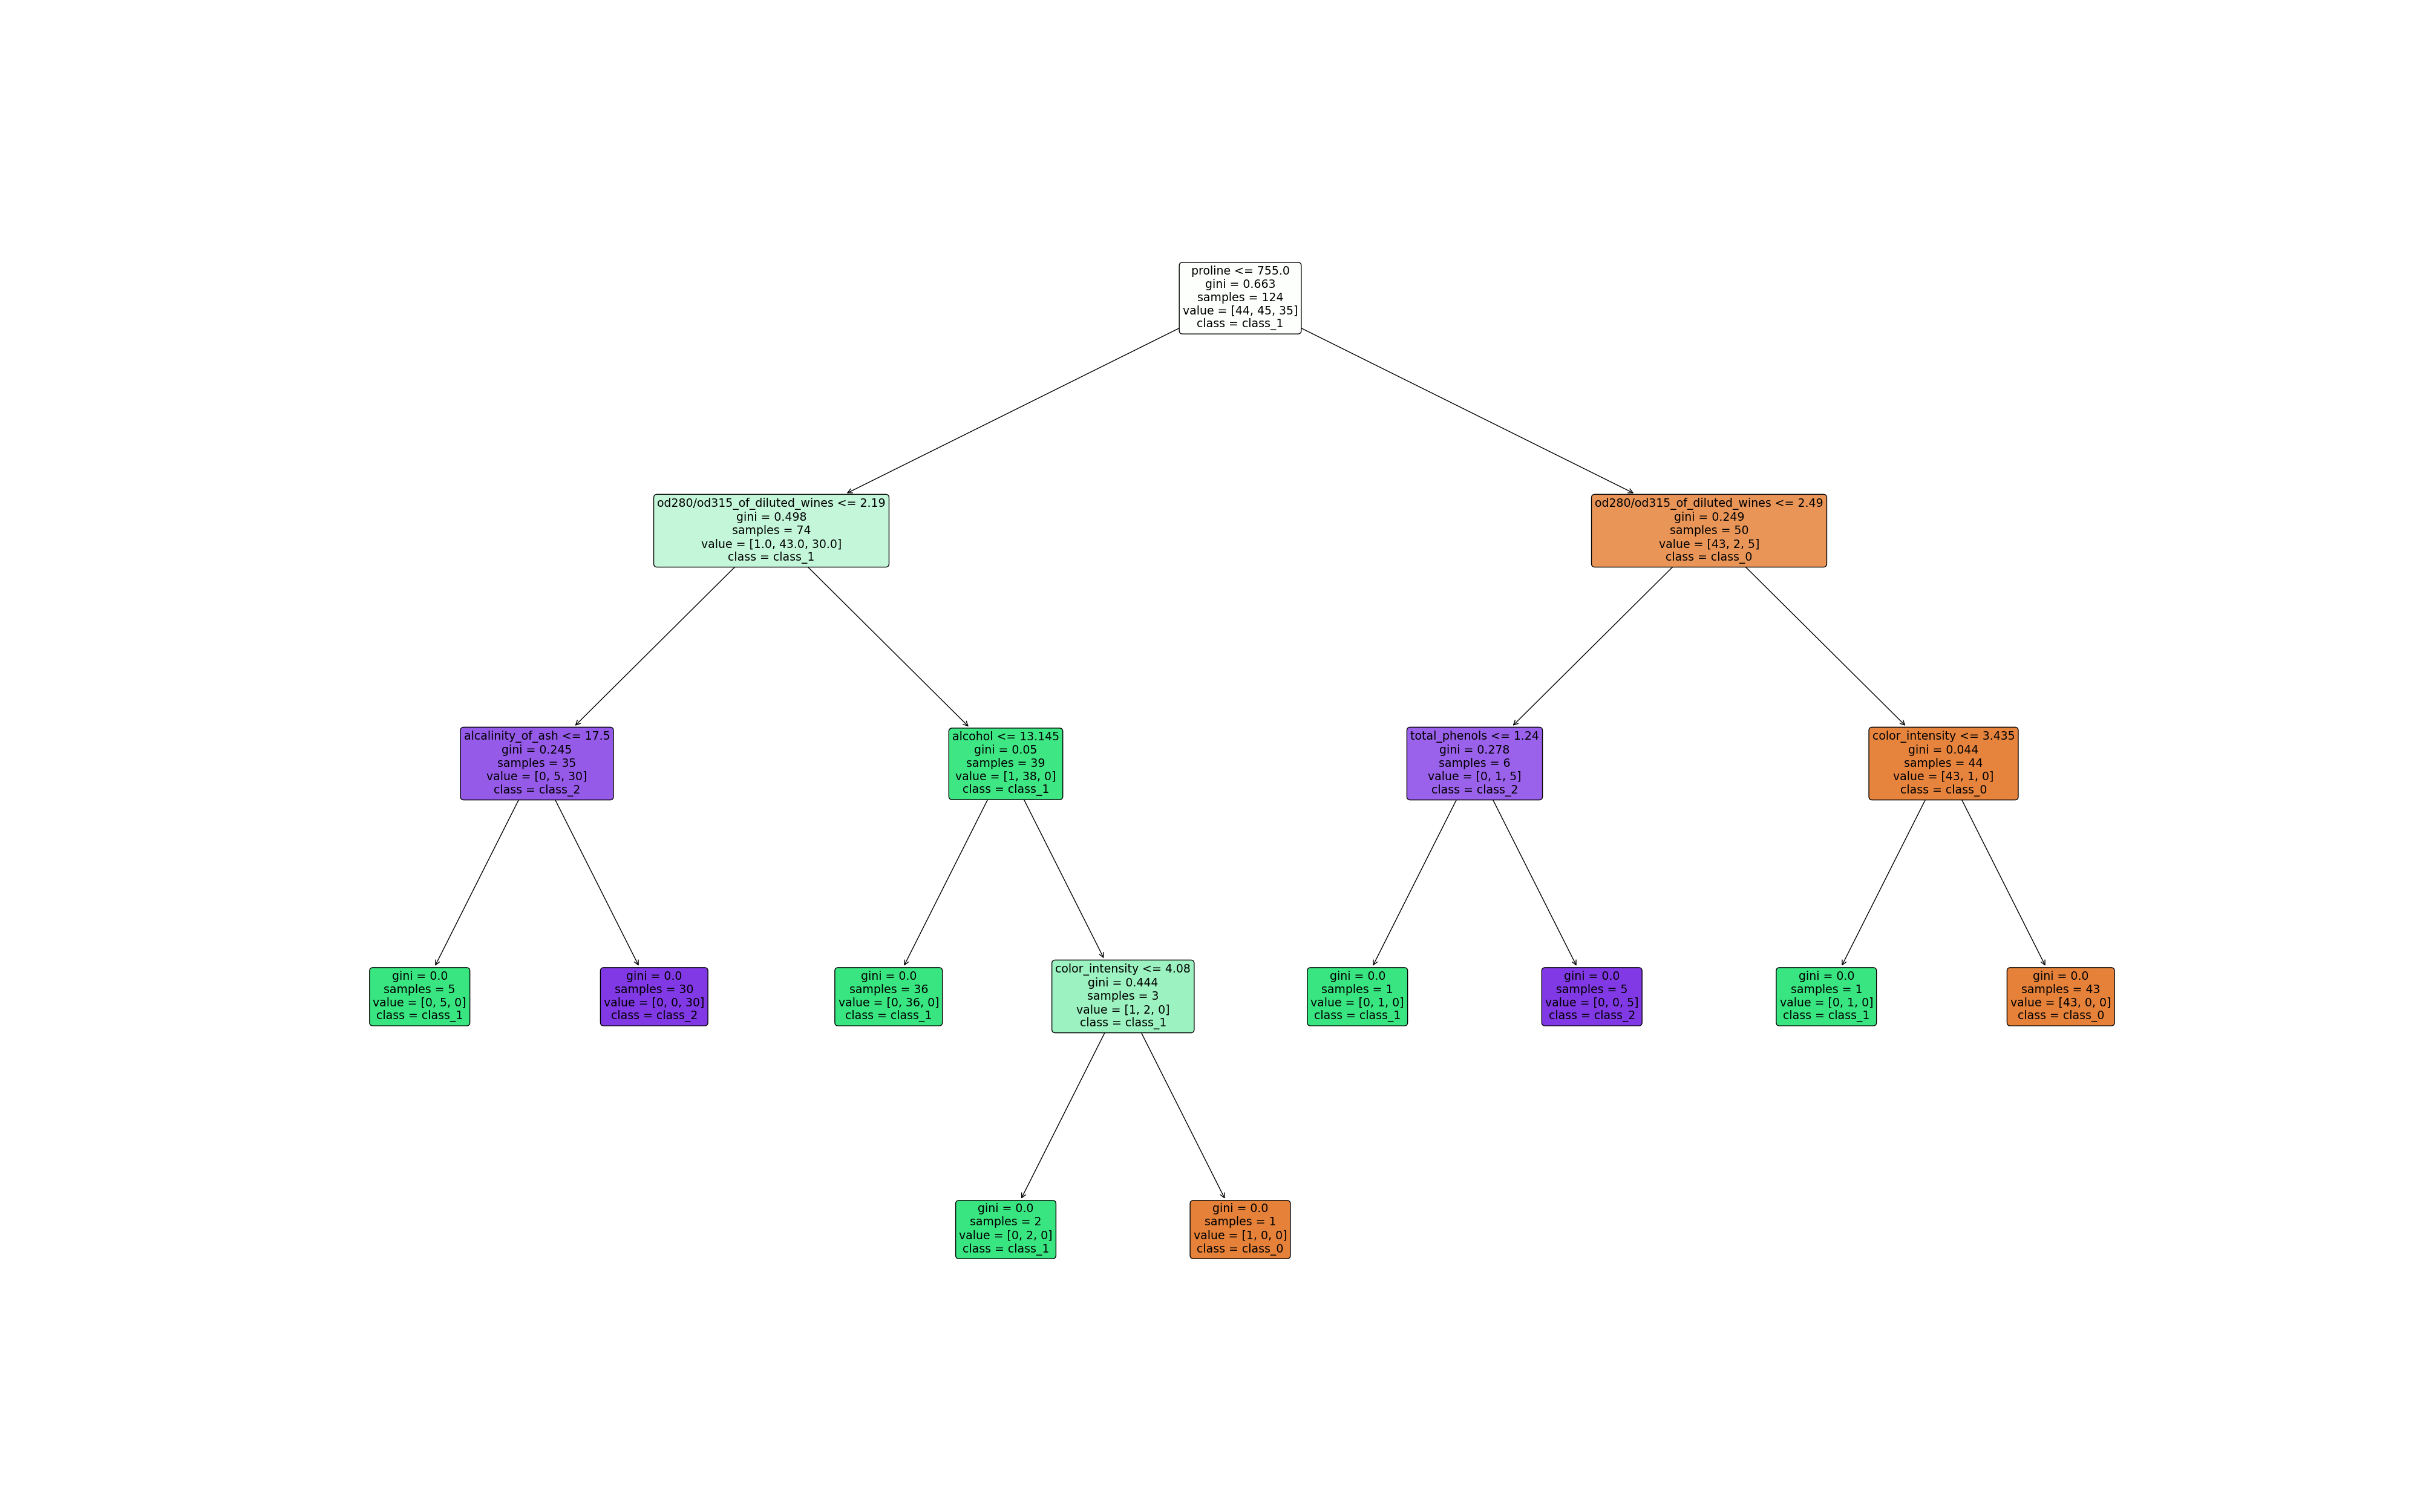 proline <= 755.0
gini = 0.663
samples = 124
value = [44, 45, 35]
class = class_1
od280/od315_of_diluted_wines <= 2.19
gini = 0.498
samples = 74
value = [1.0, 43.0, 30.0]
class = class_1
od280/od315_of_diluted_wines <= 2.49
gini = 0.249
samples = 50
value = [43, 2, 5]
class = class_0
alcalinity_of_ash <= 17.5
gini = 0.245
samples = 35
value = [0, 5, 30]
class = class_2
alcohol <= 13.145
gini = 0.05
samples = 39
value = [1, 38, 0]
class = class_1
total_phenols <= 1.24
gini = 0.278
samples = 6
value = [0, 1, 5]
class = class_2
color_intensity <= 3.435
gini = 0.044
samples = 44
value = [43, 1, 0]
class = class_0
gini = 0.0
samples = 5
value = [0, 5, 0]
class = class_1
gini = 0.0
samples = 30
value = [0, 0, 30]
class = class_2
gini = 0.0
samples = 36
value = [0, 36, 0]
class = class_1
color_intensity <= 4.08
gini = 0.444
samples = 3
value = [1, 2, 0]
class = class_1
gini = 0.0
samples = 1
value = [0, 1, 0]
class = class_1
gini = 0.0
samples = 5
value = [0, 0, 5]
class = class_2
gini = 0.0
samples = 1
value = [0, 1, 0]
class = class_1
gini = 0.0
samples = 43
value = [43, 0, 0]
class = class_0
gini = 0.0
samples = 2
value = [0, 2, 0]
class = class_1
gini = 0.0
samples = 1
value = [1, 0, 0]
class = class_0